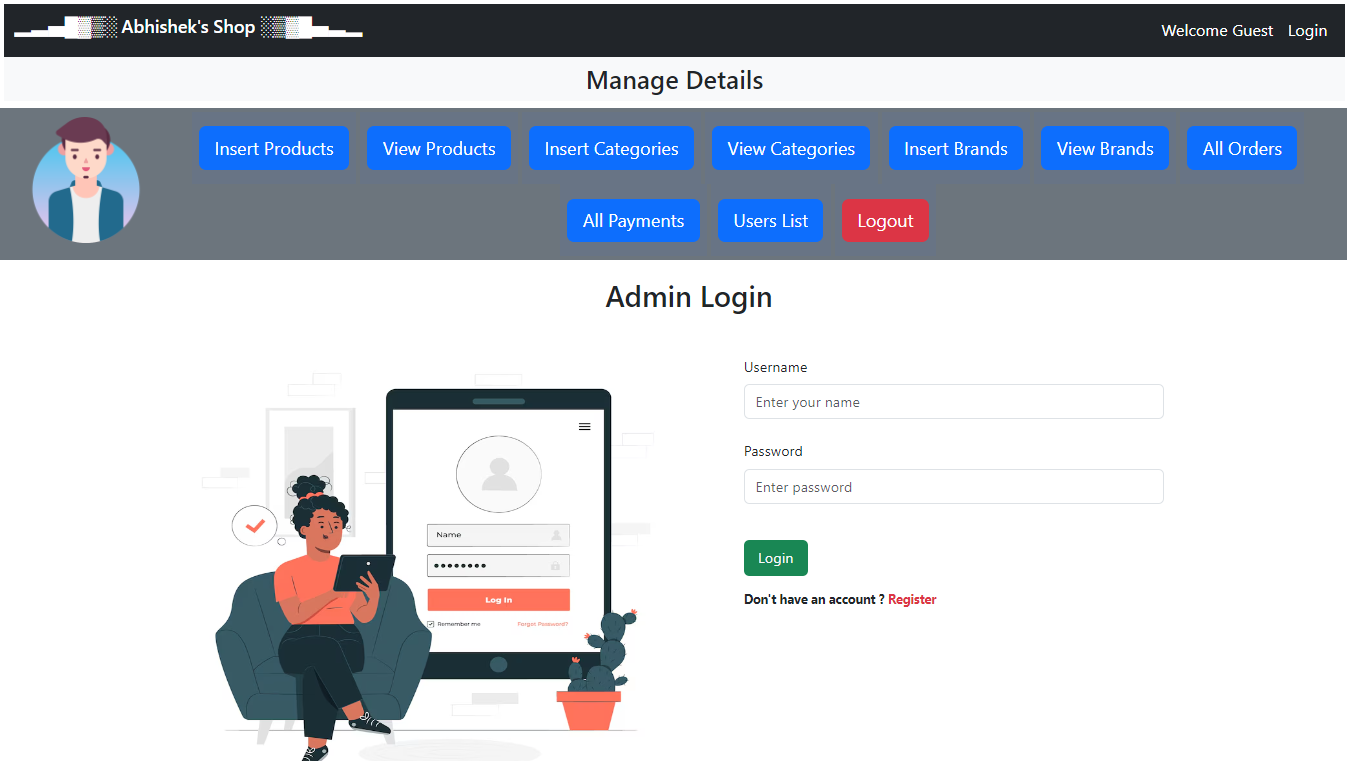 ▂▃▅▇█▓▒░ Abhishek's Shop ░▒▓█▇▅▃▂
Welcome Guest Login
Manage Details
Insert Products View Products Insert Categories View Categories Insert Brands View Brands All Orders
All Payments Users List Logout
Admin Login
Username
Enter your name
Password
Enter password
Login
Don't have an account ? Register
Name
Log In
Remember me Forgot Password?